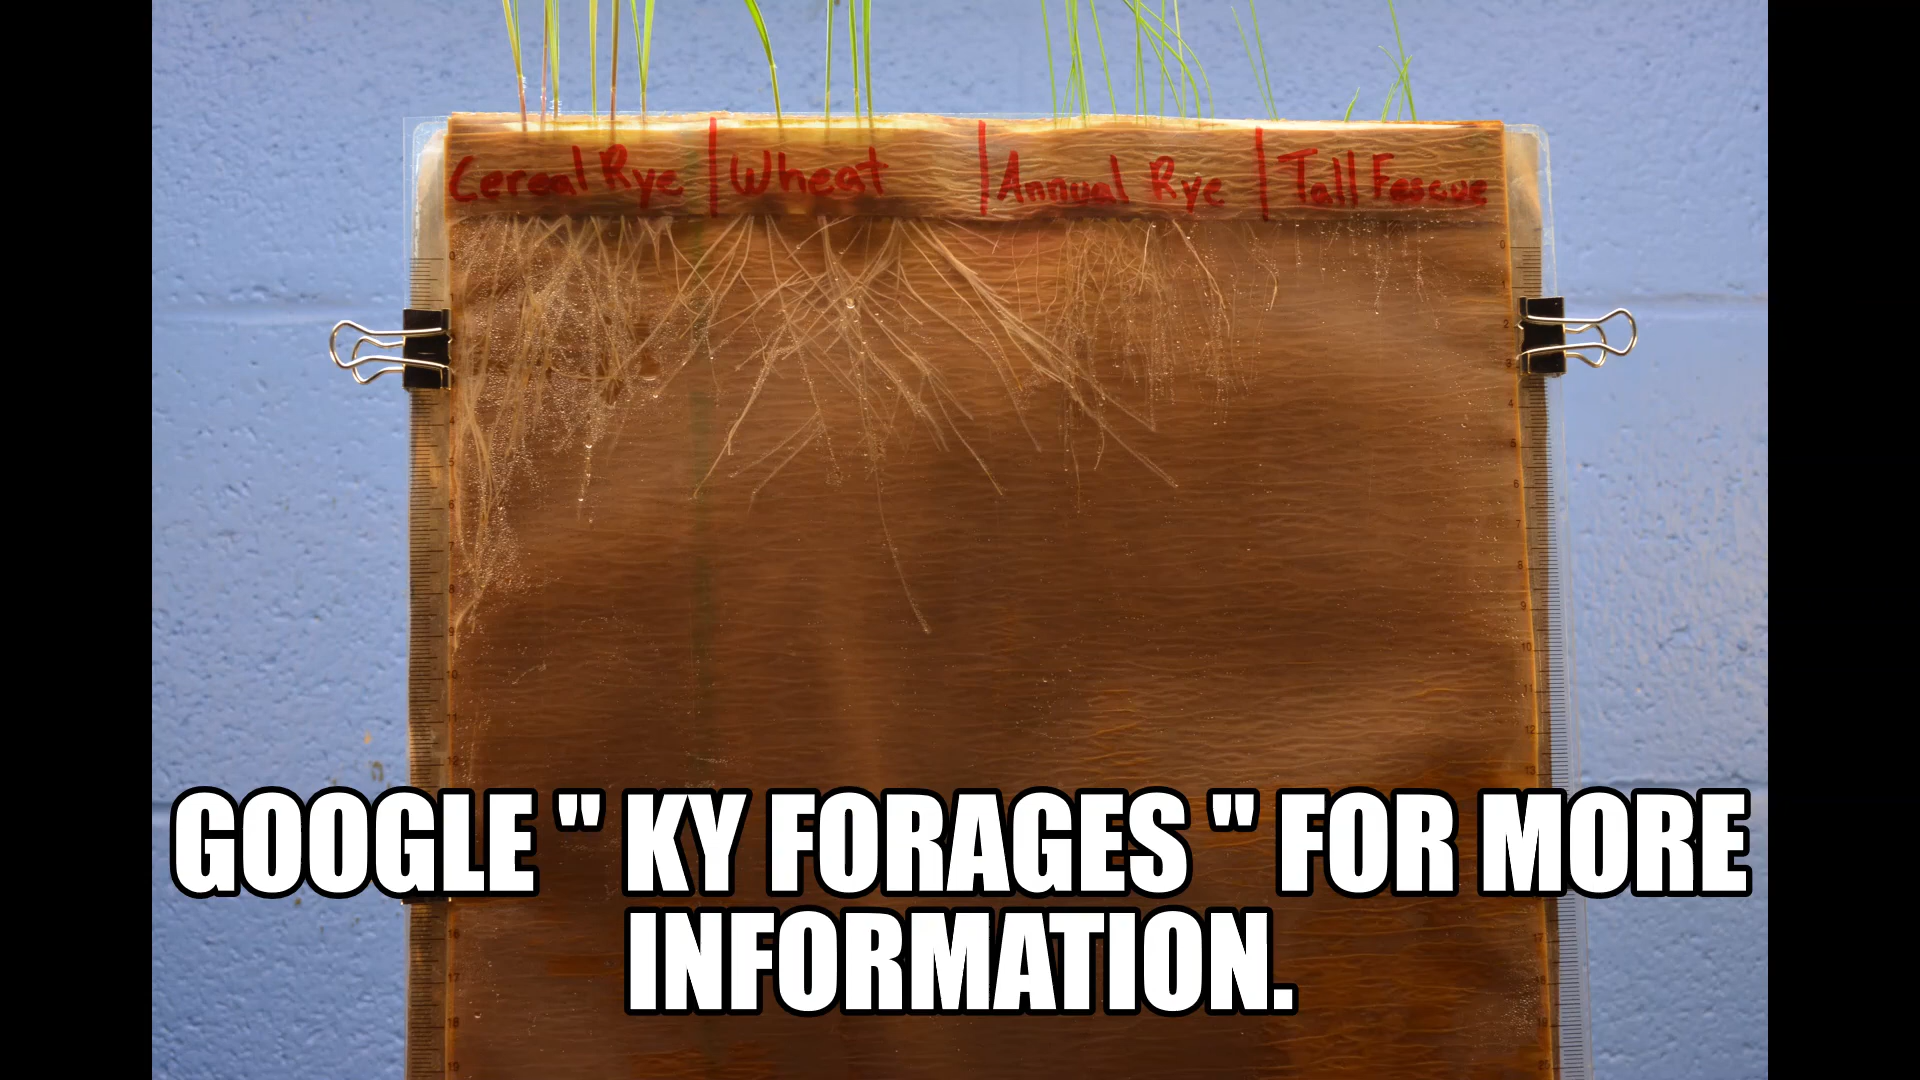 Cereal Rye | Wheat | Annual Rye | Tall Fescue
GOOGLE " KY FORAGES " FOR MORE
INFORMATION.